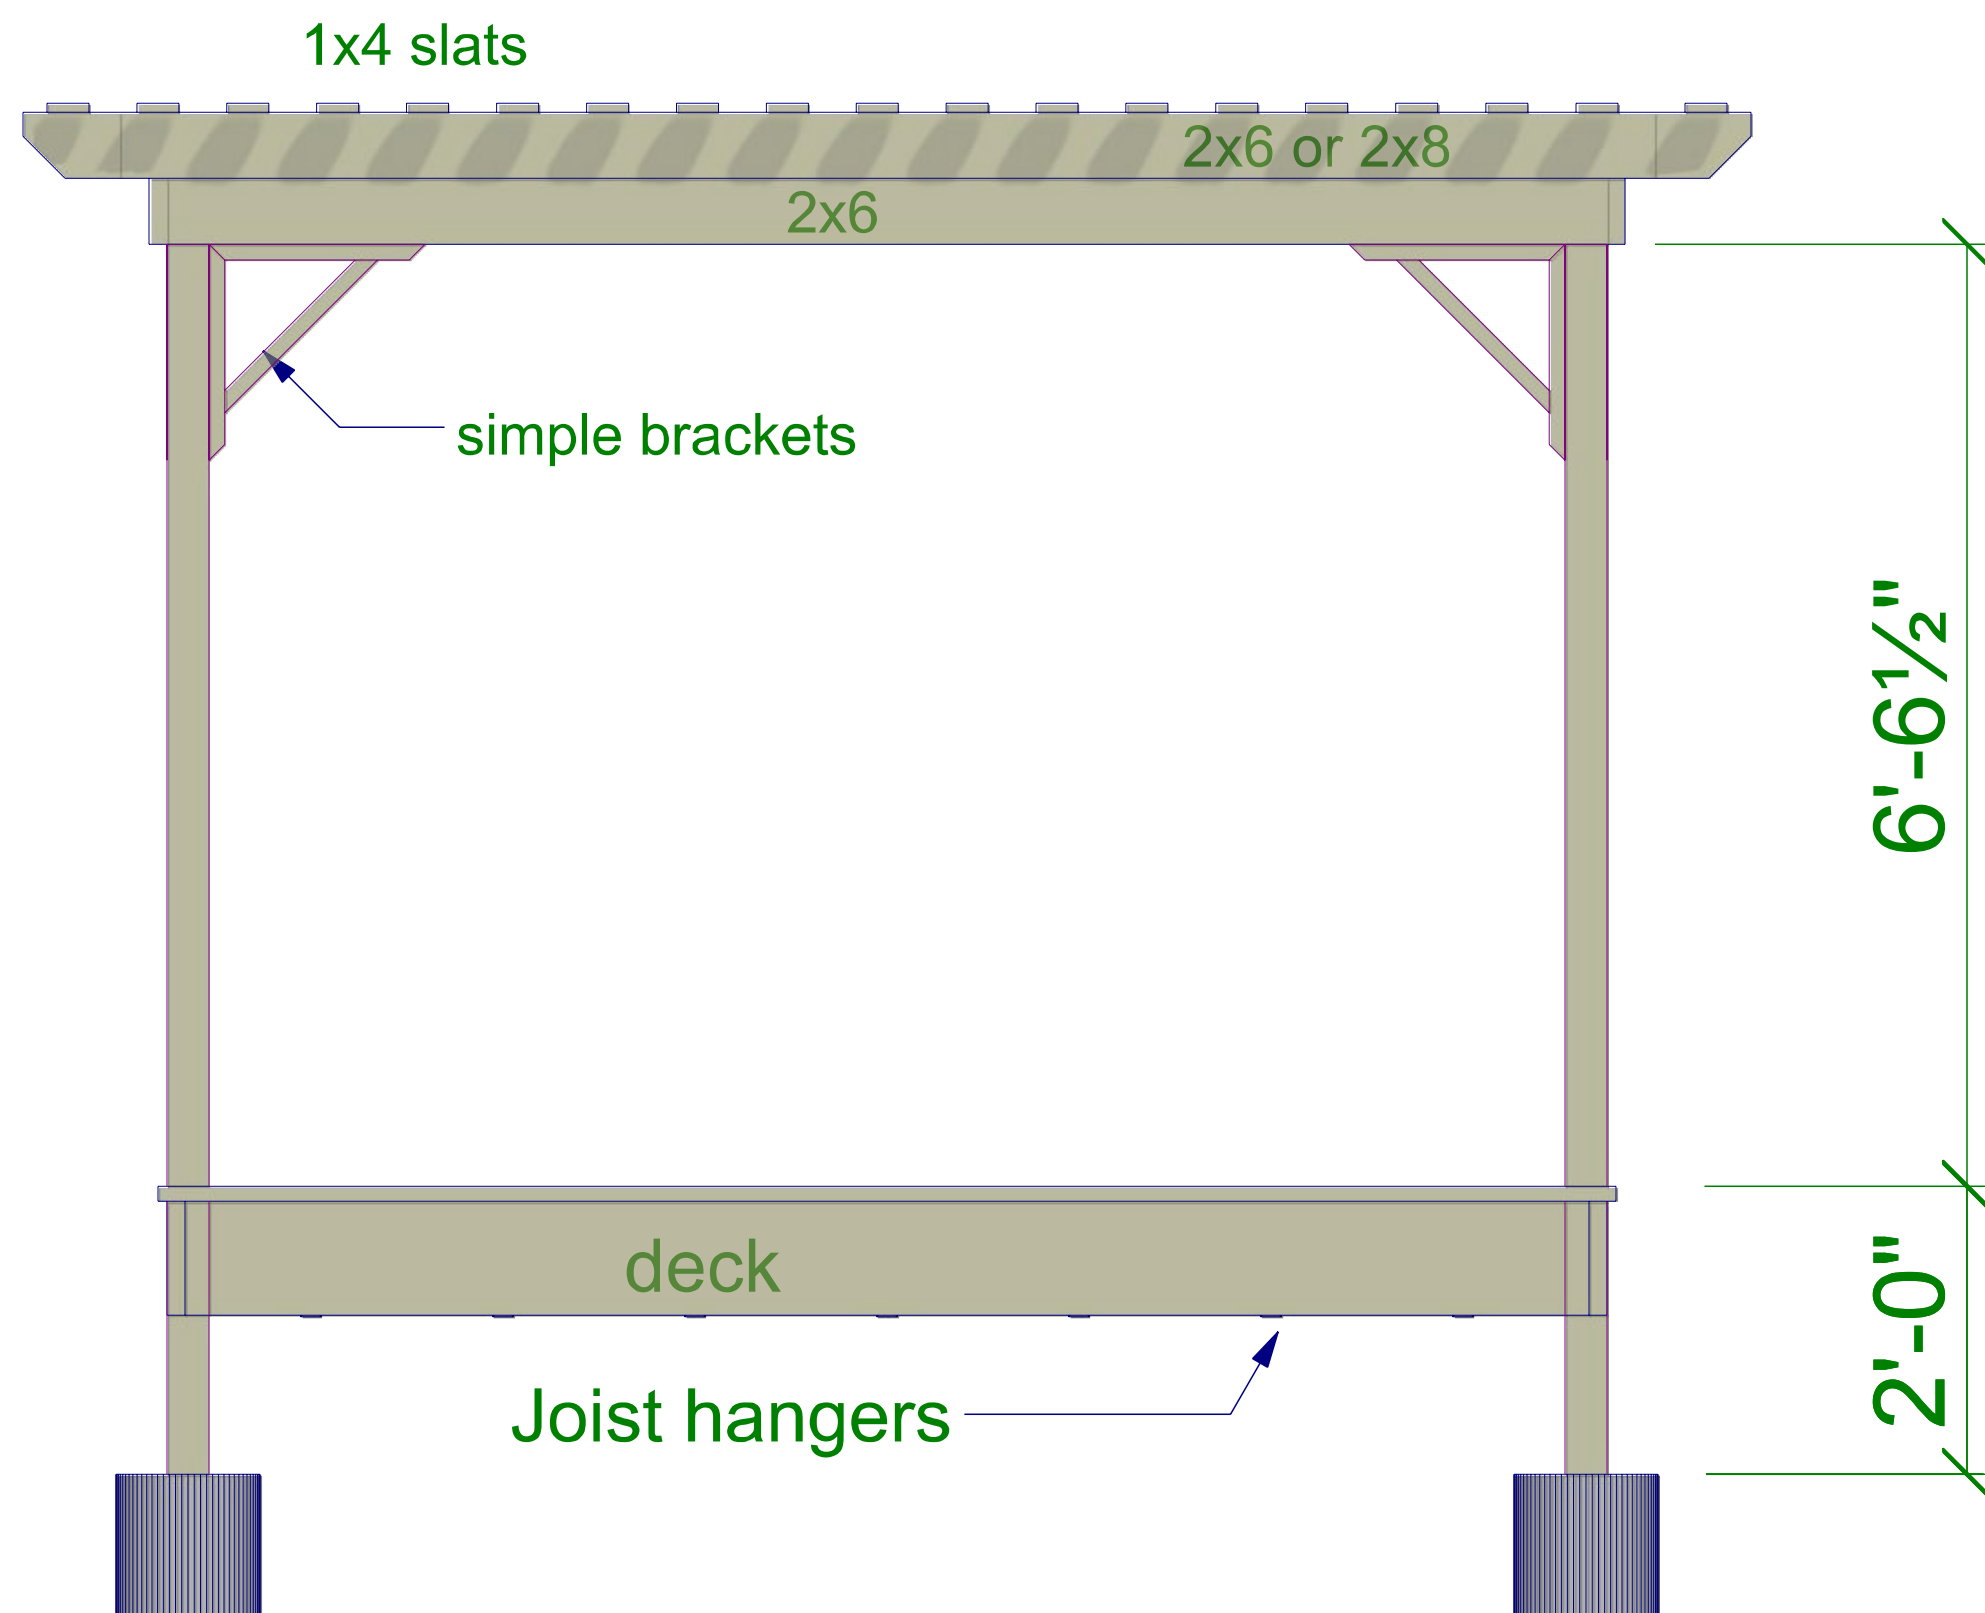 1x4 slats
2x6 or 2x8
2x6
simple brackets
6'-6½"
deck
2'-0"
Joist hangers